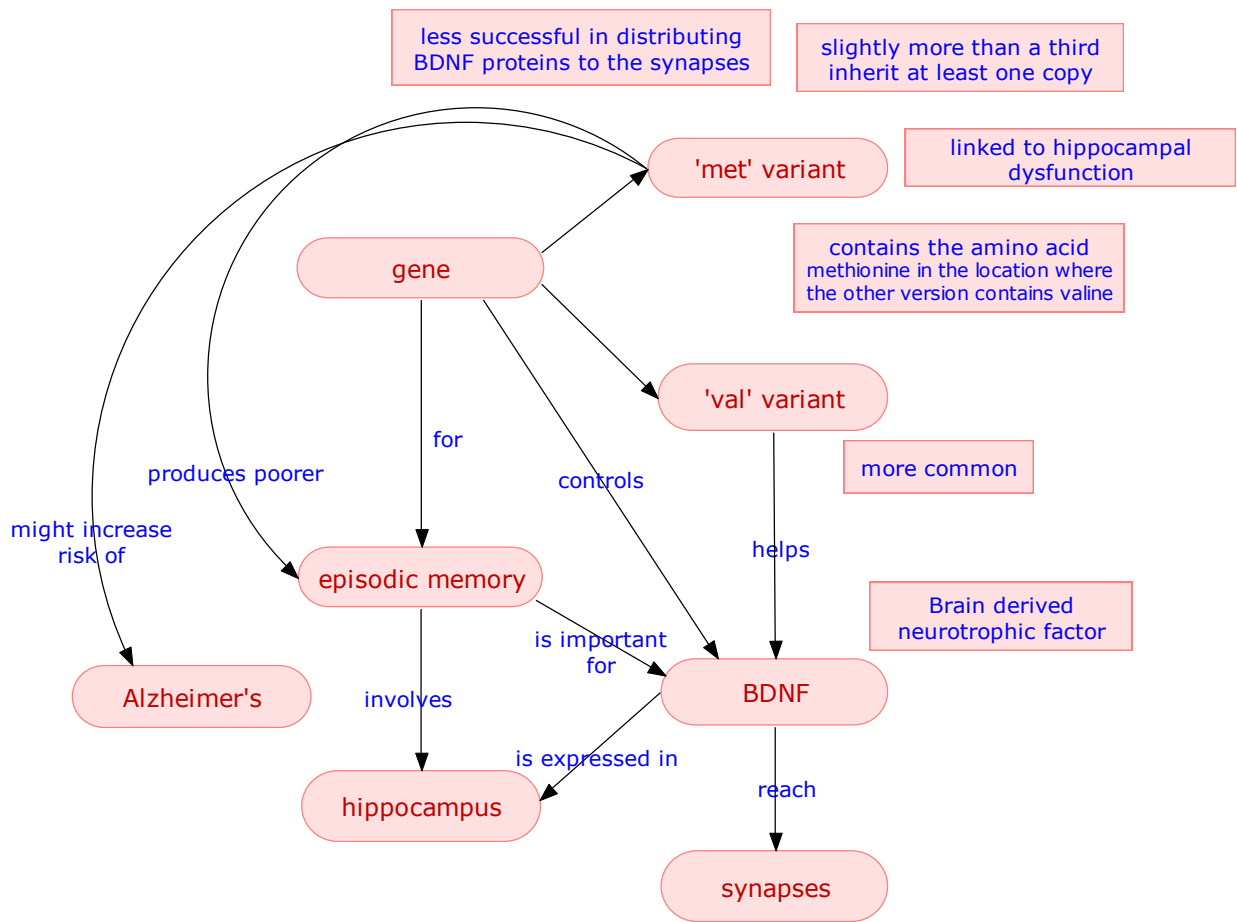 less successful in distributing
BDNF proteins to the synapses
slightly more than a third
inherit at least one copy
'met' variant
linked to hippocampal
dysfunction
gene
contains the amino acid
methionine in the location where
the other version contains valine
'val' variant
for
more common
produces poorer
controls
might increase
risk of
helps
episodic memory
Brain derived
neurotrophic factor
is important
for
Alzheimer's
involves
BDNF
is expressed in
hippocampus
reach
synapses